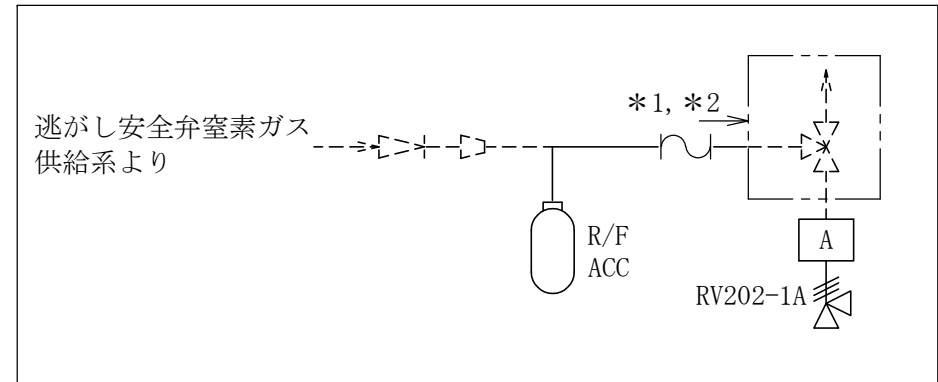 逃がし安全弁窒素ガス
供給系より
*1, *2
R/F
ACC
A
RV202-1A